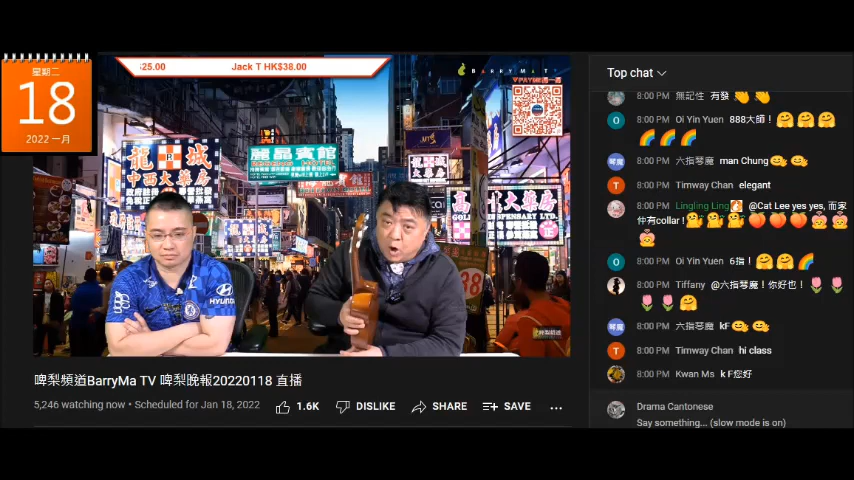 星期二
18
2022 一月
$25.00
Jack T HK$38.00
BARRYMA TV
龍城
中西大藥房
麗晶賓館
HYUNDAI
啤梨頻道BarryMa TV 啤梨晚報20220118 直播
5,246 watching now • Scheduled for Jan 18, 2022
1.6K
DISLIKE
SHARE
SAVE
Top chat
8:00 PM 無記性 有發 👏 👏
8:00 PM Oi Yin Yuen 888大師！🤗🤗🤗
🌈🌈🌈
8:00 PM 六指琴魔 man Chung
8:00 PM Timway Chan elegant
8:00 PM Lingling Ling @Cat Lee yes yes, 而家
仲有collar !
8:00 PM Oi Yin Yuen 6指！🤗🤗🌈
8:00 PM Tiffany @六指琴魔！你好也！🌷🌷
🌷🌷🤗
8:00 PM 六指琴魔 kF
8:00 PM Timway Chan hi class
8:00 PM Kwan Ms k F您好
Drama Cantonese
Say something... (slow mode is on)